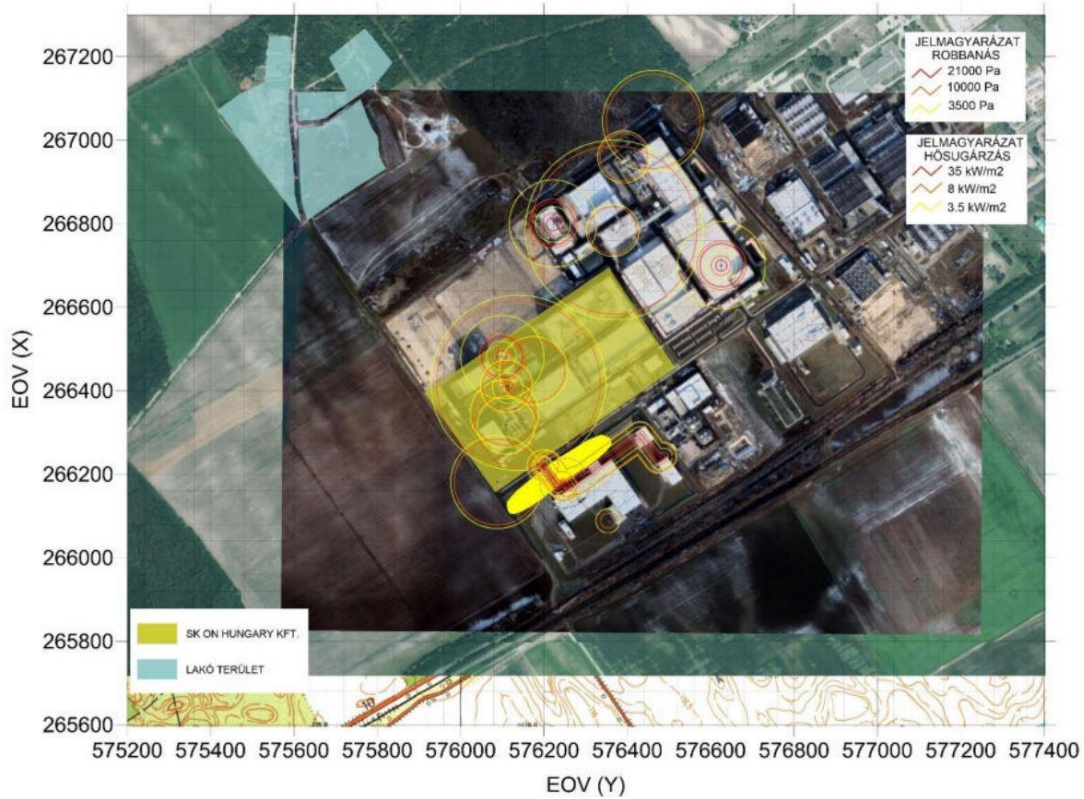 JELMAGYARÁZAT
ROBBANÁS
21000 Pa
10000 Pa
3500 Pa
JELMAGYARÁZAT
HŐSUGÁRZÁS
35 kW/m2
8 kW/m2
3.5 kW/m2
267200
267000
266800
266600
266400
266200
266000
265800
265600
EOV (X)
SK ON HUNGARY KFT.
LAKÓ TERÜLET
10
575200 575400 575600 575800 576000 576200 576400 576600 576800 577000 577200 577400
EOV (Y)